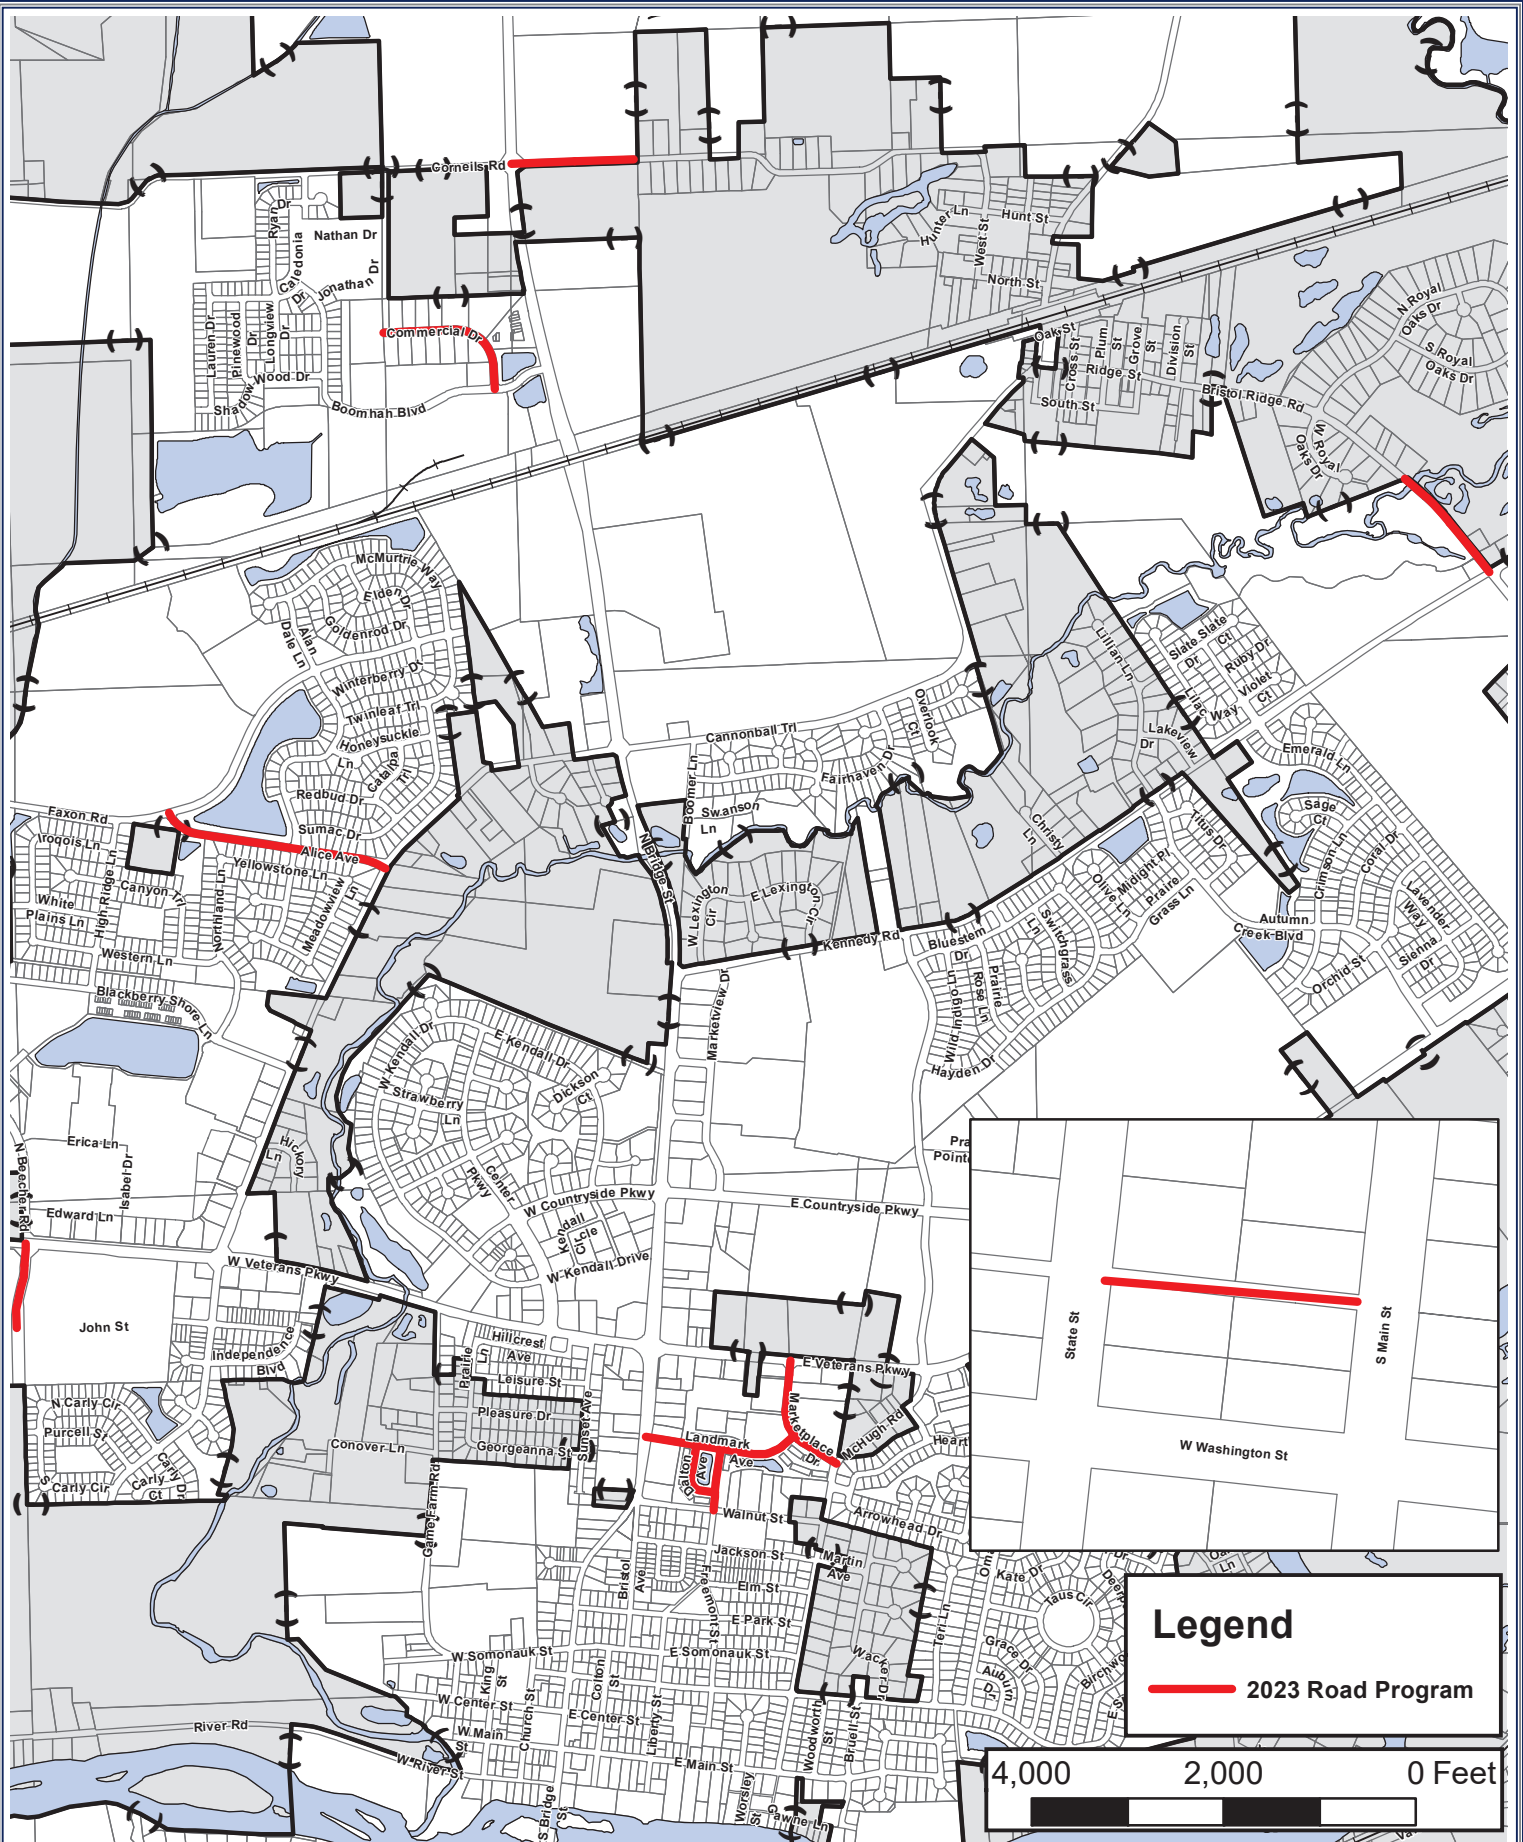 Corneils Rd
Ryan
Dr
Nathan Dr
Caledonia
Dr
Jonathan
Dr
Hunter Ln
Hunt St
West St
North St
Commercial Dr
Lauren Dr
Pinewood
Dr
Longview
Dr
Wood Dr
Shadow
Boomhah Blvd
Oak St
Cross St
Plum
St
Grove
St
Division
St
Ridge St
South St
Bristol Ridge Rd
N Royal
Oaks Dr
S Royal
Oaks Dr
W Royal
Oaks Dr
McMurtrie Way
Elden Dr
Goldenrod Dr
Alan
Dale Ln
Winterberry Dr
Twinleaf Trl
Honeysuckle
Ln
Catalpa
Trl
Redbud Dr
Sumac Dr
Lillian Ln
Slate Slate
Dr
Ct
Ruby Dr
Violet
Ct
Lilac
Way
Lakeview
Dr
Overlook
Ct
Cannonball Trl
Fairhaven Dr
Boomer Ln
Swanson
Ln
Emerald Ln
Sage
Ct
Crimson Ln
Coral Dr
Lavender
Way
Sienna
Dr
Autumn
Creek Blvd
Orchid St
Faxon Rd
Iroqois Ln
Alice Ave
Yellowstone Ln
High Ridge Ln
Canyon Trl
White
Plains Ln
Northland Ln
Meadowview
Ln
Western Ln
Blackberry Shore Ln
N Bridge St
W Lexington
Cir
E Lexington Cir
Kennedy Rd
Christy
Ln
Titus Dr
Midight Pl
Olive Ln
Praire
Grass Ln
Switchgrass
Ln
Bluestem
Dr
Wild Indigo Ln
Prairie
Rose Ln
Hayden Dr
Marketview Dr
W Kendall Dr
E Kendall Dr
Dickson
Ct
Strawberry
Ln
Center
Pkwy
W Countryside Pkwy
E Countryside Pkwy
Kendall
Circle
W Kendall Drive
Hickory
Ln
Erica Ln
Isabel Dr
N Beecher Rd
Edward Ln
W Veterans Pkwy
John St
Independence
Blvd
N Carly Cir
Purcell St
S
Carly Cir
Carly
Ct
Carly Dr
Hillcrest
Ave
Prairie
Ln
Leisure St
Pleasure Dr
Georgeanna St
Sunset Ave
Conover Ln
Game Farm Rd
E Veterans Pkwy
Marketplace
Dr
McHugh Rd
Landmark
Ave
Dalton
Ave
Walnut St
Arrowhead Dr
Jackson St
Martin
Ave
Elm St
E Park St
Freemont St
Bristol
Ave
W Somonauk St
E Somonauk St
King
St
Colton
St
W Center St
E Center St
Church St
Liberty St
W Main
St
E Main St
River Rd
W River St
S Bridge
St
Worsley
St
Gawne Ln
Woodworth
St
Bruell St
Wacker Dr
Teri Ln
Kate Dr
Taus Cir
Grace Dr
Auburn
Dr
State St
S Main St
W Washington St
Legend
2023 Road Program
4,000
2,000
0 Feet